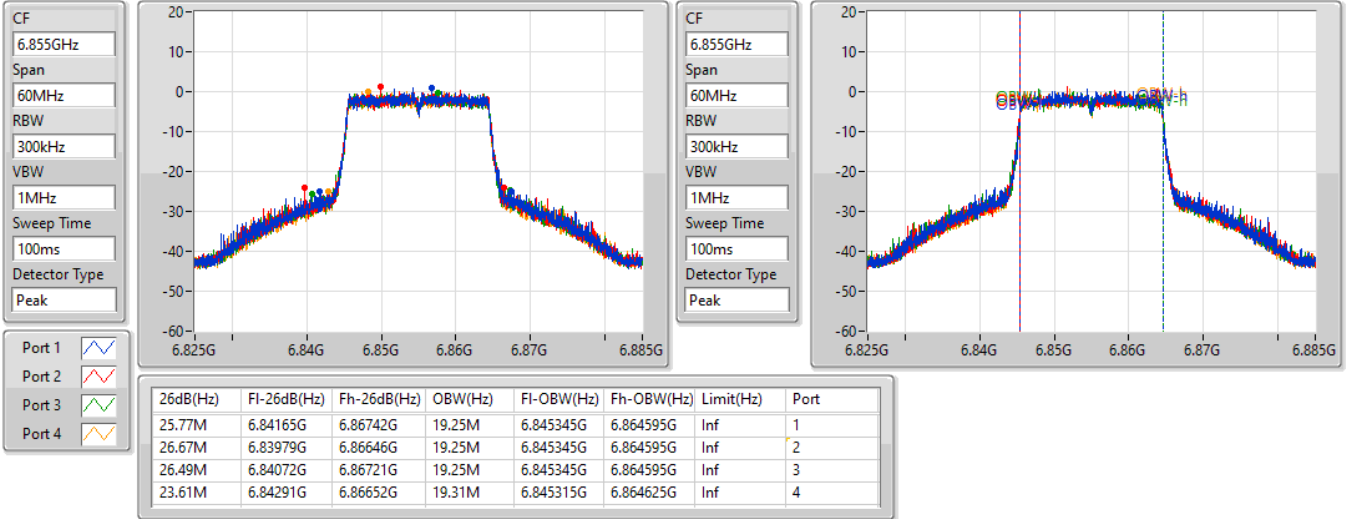 CF
6.855GHz
Span
60MHz
RBW
300kHz
VBW
1MHz
Sweep Time
100ms
Detector Type
Peak
20
10
0
-10
-20
-30
-40
-50
-60
6.825G 6.84G 6.85G 6.86G 6.87G 6.885G
CF
6.855GHz
Span
60MHz
RBW
300kHz
VBW
1MHz
Sweep Time
100ms
Detector Type
Peak
20
10
0
-10
-20
-30
-40
-50
-60
OBW-h
6.825G 6.84G 6.85G 6.86G 6.87G 6.885G
Port 1
Port 2
Port 3
Port 4
26dB(Hz) Fl-26dB(Hz) Fh-26dB(Hz) OBW(Hz) Fl-OBW(Hz) Fh-OBW(Hz) Limit(Hz) Port
25.77M 6.84165G 6.86742G 19.25M 6.845345G 6.864595G Inf 1
26.67M 6.83979G 6.86646G 19.25M 6.845345G 6.864595G Inf 2
26.49M 6.84072G 6.86721G 19.25M 6.845345G 6.864595G Inf 3
23.61M 6.84291G 6.86652G 19.31M 6.845315G 6.864625G Inf 4